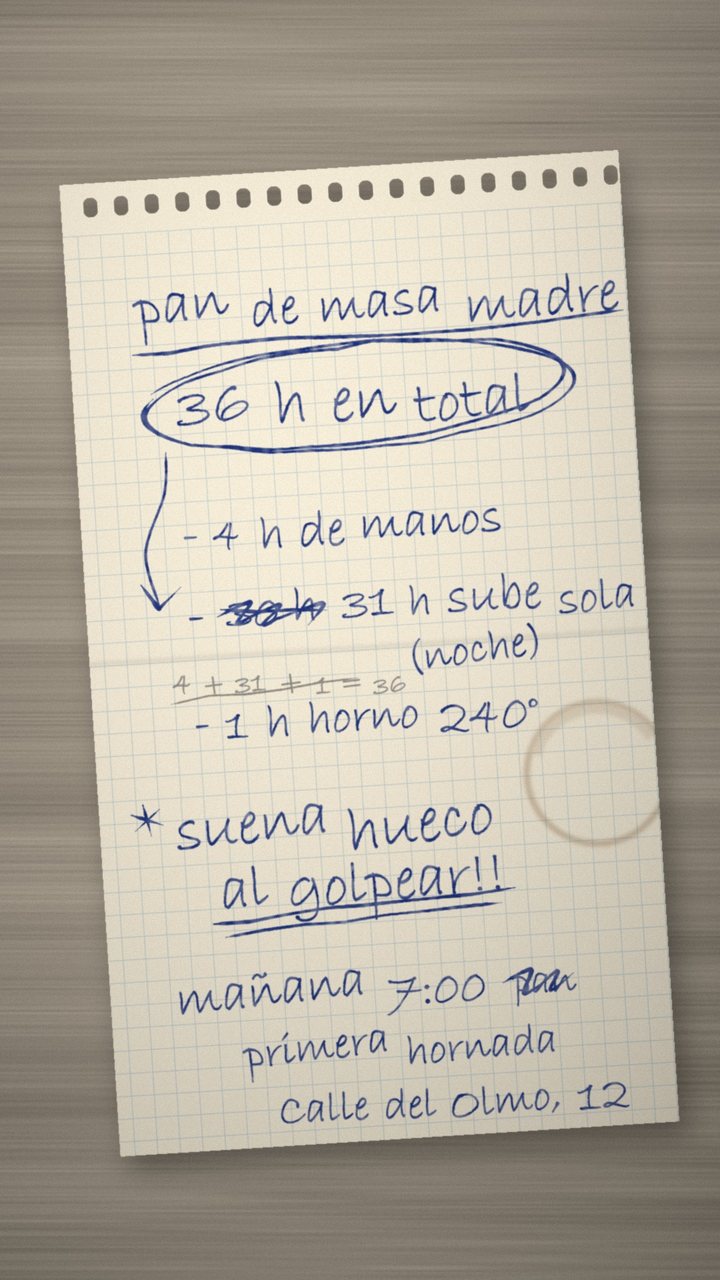 pan de masa madre
36 h en total
- 4 h de manos
- 31 h sube sola
(noche)
4 + 31 + 1 = 36
- 1 h horno 240°
* suena hueco
al golpear!!
mañana 7:00
primera hornada
Calle del Olmo, 12